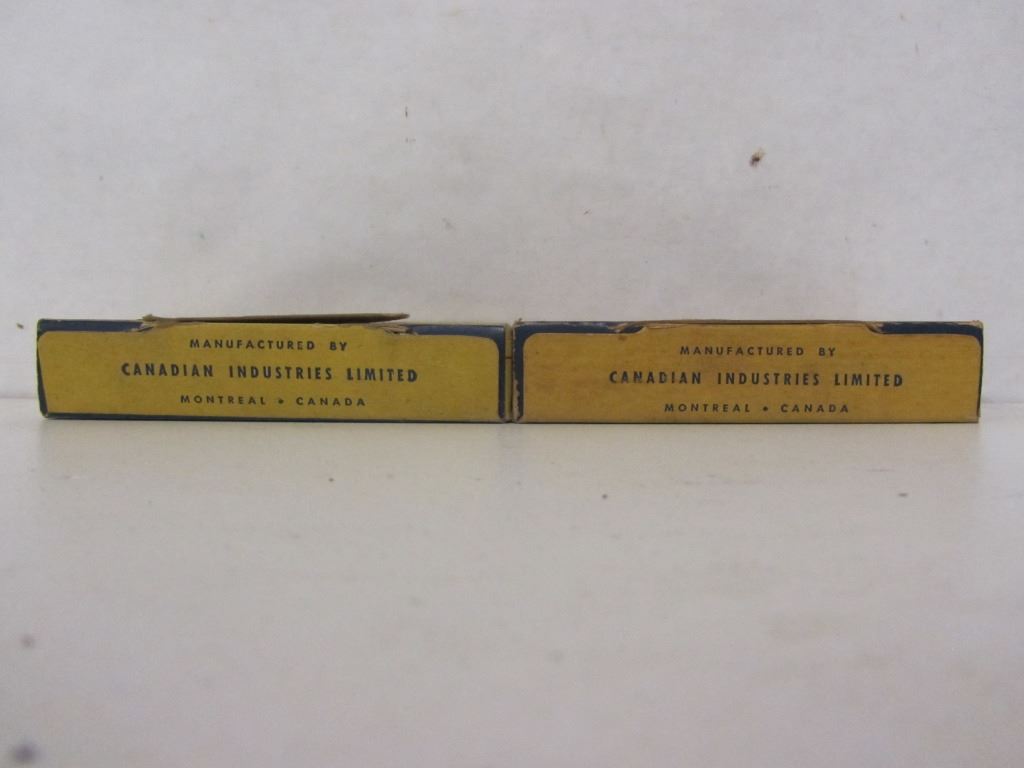 MANUFACTURED BY
CANADIAN INDUSTRIES LIMITED
MONTREAL • CANADA
MANUFACTURED BY
CANADIAN INDUSTRIES LIMITED
MONTREAL • CANADA